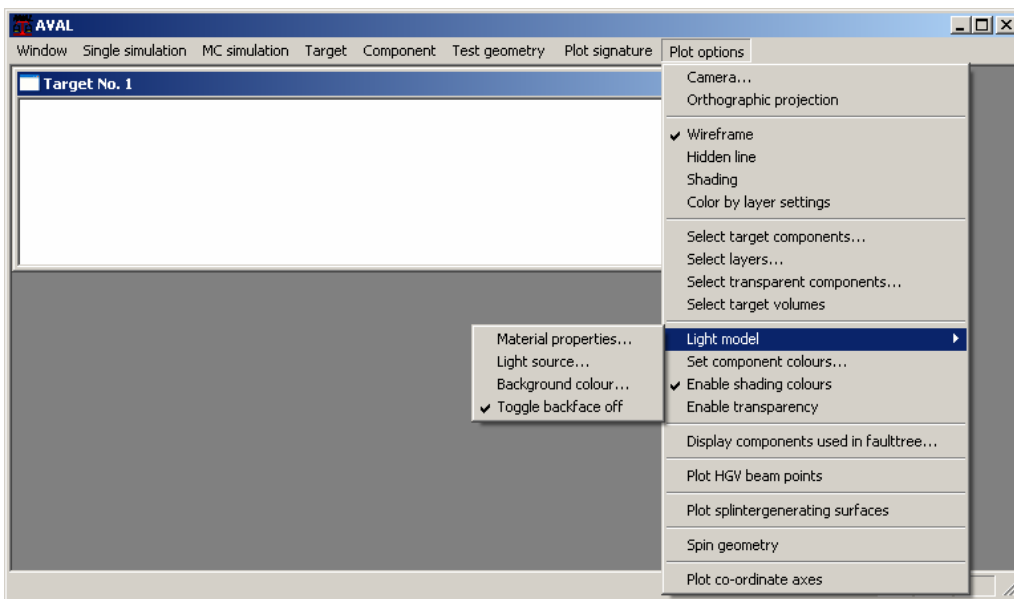 AVAL
Window Single simulation MC simulation Target Component Test geometry Plot signature Plot options
Target No. 1
Camera...
Orthographic projection
Wireframe
Hidden line
Shading
Color by layer settings
Select target components...
Select layers...
Select transparent components...
Select target volumes
Light model
Material properties...
Light source...
Background colour...
Toggle backface off
Set component colours...
Enable shading colours
Enable transparency
Display components used in faulttree...
Plot HGV beam points
Plot splintergenerating surfaces
Spin geometry
Plot co-ordinate axes